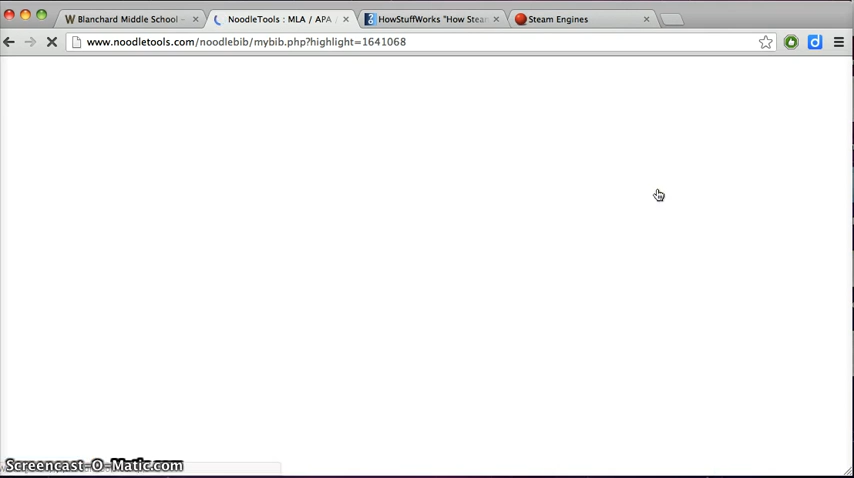 Blanchard Middle School –
NoodleTools : MLA / APA /
HowStuffWorks "How Stea
Steam Engines
www.noodletools.com/noodlebib/mybib.php?highlight=1641068
Screencast-O-Matic.com